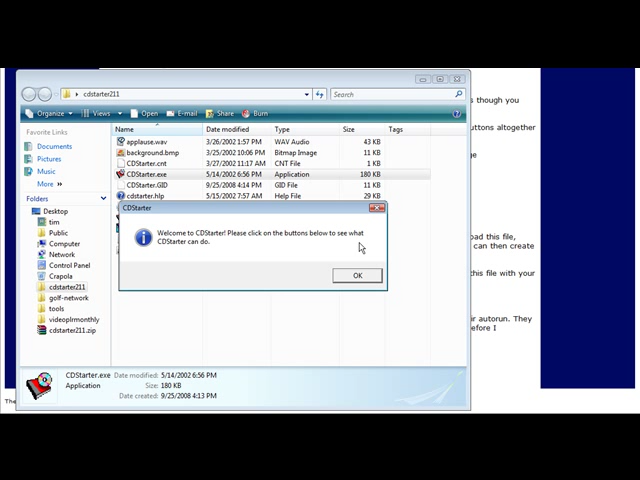 cdstarter211
Search
Organize
Views
Open
E-mail
Share
Burn
Favorite Links
Documents
Pictures
Music
More »
Folders
Desktop
tim
Public
Computer
Network
Control Panel
Crapola
cdstarter211
golf-network
tools
videoplrmonthly
cdstarter211.zip
Name Date modified Type Size Tags
applause.wav 3/26/2002 1:57 PM WAV Audio 43 KB
background.bmp 3/25/2002 10:06 PM Bitmap Image 11 KB
CDStarter.cnt 3/27/2002 11:17 AM CNT File 1 KB
CDStarter.exe 5/14/2002 6:56 PM Application 180 KB
CDStarter.GID 9/25/2008 4:14 PM GID File 11 KB
cdstarter.hlp 5/15/2002 7:57 AM Help File 29 KB
CDStarter
Welcome to CDStarter! Please click on the buttons below to see what
CDStarter can do.
OK
CDStarter.exe Date modified: 5/14/2002 6:56 PM
Application Size: 180 KB
Date created: 9/25/2008 4:13 PM
s though you
ttons altogether
ge
oad this file,
can then create
this file with your
ir autorun. They
efore I
The